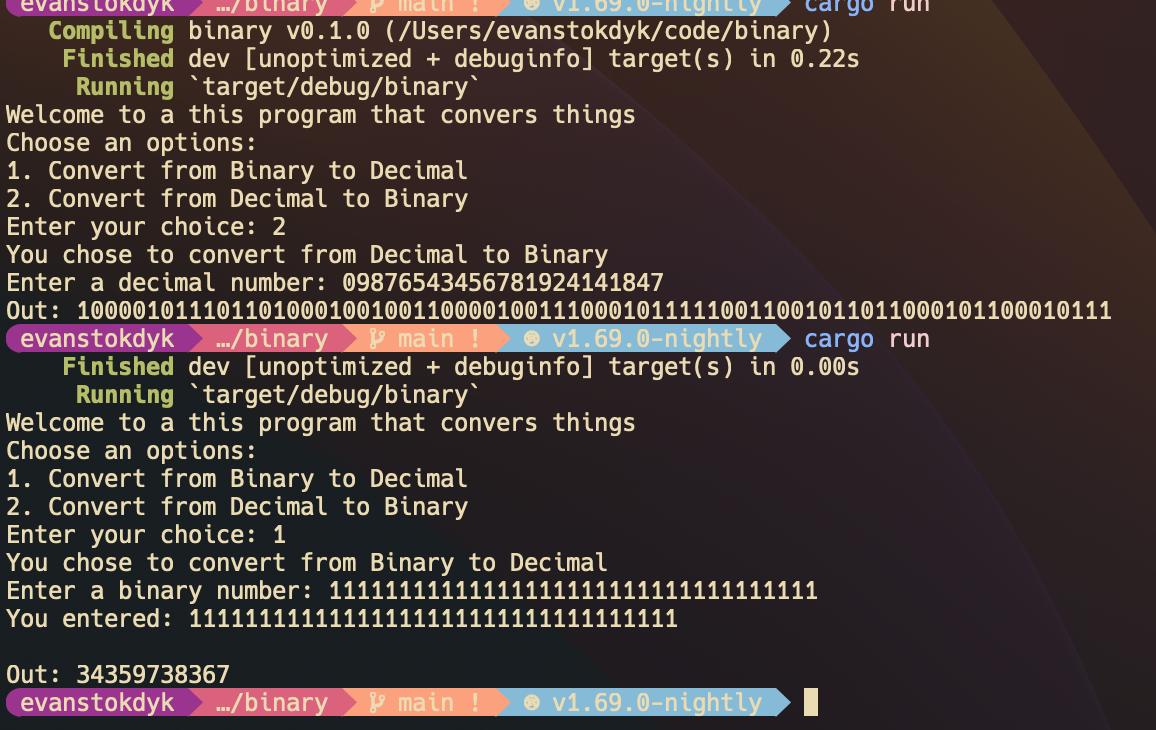 evanstokdyk …/binary main ! v1.69.0-nightly cargo run
Compiling binary v0.1.0 (/Users/evanstokdyk/code/binary)
Finished dev [unoptimized + debuginfo] target(s) in 0.22s
Running `target/debug/binary`
Welcome to a this program that convers things
Choose an options:
1. Convert from Binary to Decimal
2. Convert from Decimal to Binary
Enter your choice: 2
You chose to convert from Decimal to Binary
Enter a decimal number: 09876543456781924141847
Out: 10000101110110100010010011000010011100010111110011001011011000101100010111
evanstokdyk …/binary main ! v1.69.0-nightly cargo run
Finished dev [unoptimized + debuginfo] target(s) in 0.00s
Running `target/debug/binary`
Welcome to a this program that convers things
Choose an options:
1. Convert from Binary to Decimal
2. Convert from Decimal to Binary
Enter your choice: 1
You chose to convert from Binary to Decimal
Enter a binary number: 11111111111111111111111111111111111
You entered: 11111111111111111111111111111111111
Out: 34359738367
evanstokdyk …/binary main ! v1.69.0-nightly